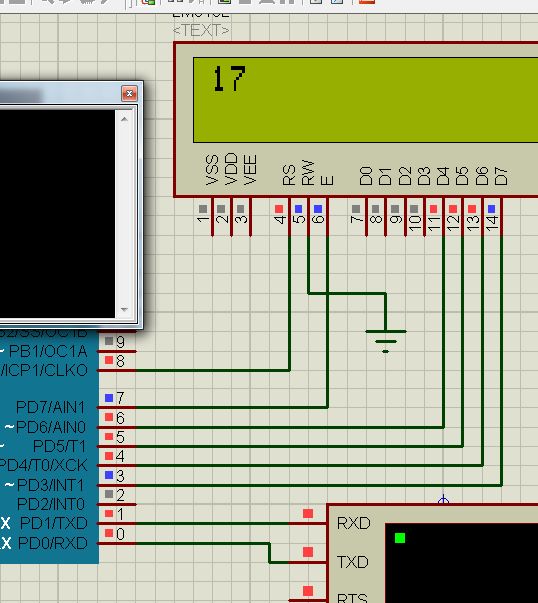 <TEXT>
17
VSS
VDD
VEE
RS
RW
E
D0
D1
D2
D3
D4
D5
D6
D7
1
2
3
4
5
6
7
8
9
10
11
12
13
14
9
PB1/OC1A
8
/ICP1/CLKO
7
PD7/AIN1
6
~ PD6/AIN0
5
~ PD5/T1
4
PD4/T0/XCK
3
~ PD3/INT1
2
PD2/INT0
1
X PD1/TXD
0
X PD0/RXD
RXD
TXD
RTS